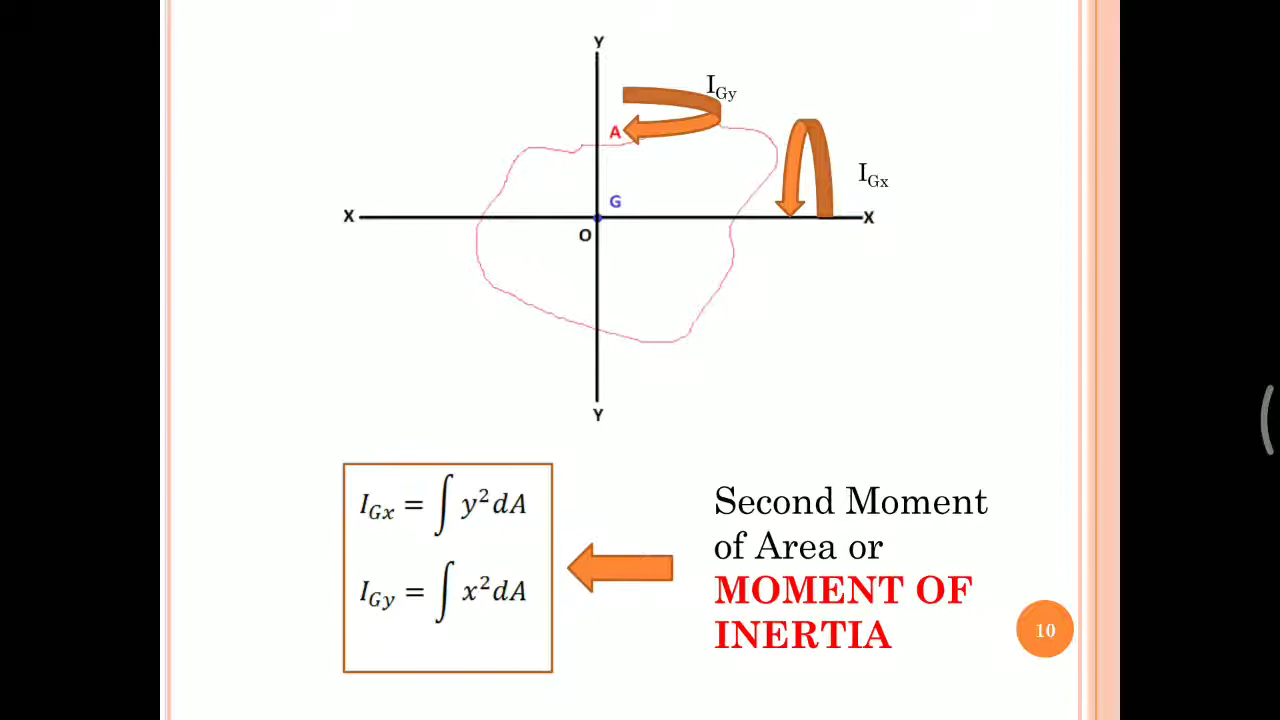 Y
I_Gy
A
I_Gx
G
X
X
O
Y
I_Gx = ∫ y² dA
I_Gy = ∫ x² dA
Second Moment
of Area or
MOMENT OF
INERTIA
10